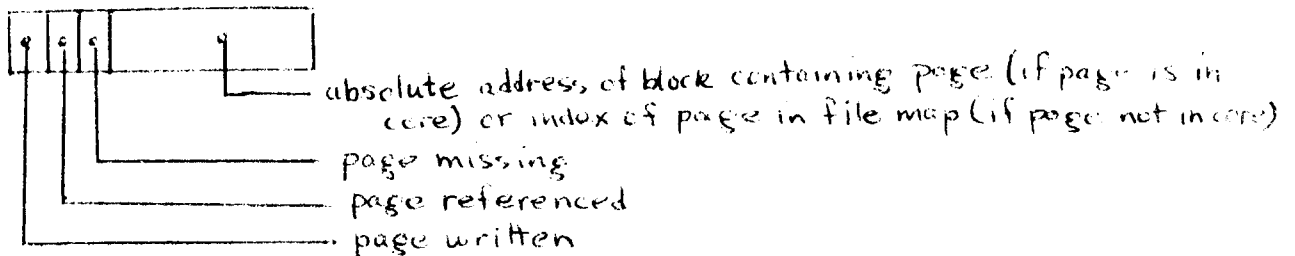 absolute address of block containing page (if page is in
core) or index of page in file map (if page not in core)
page missing
page referenced
page written